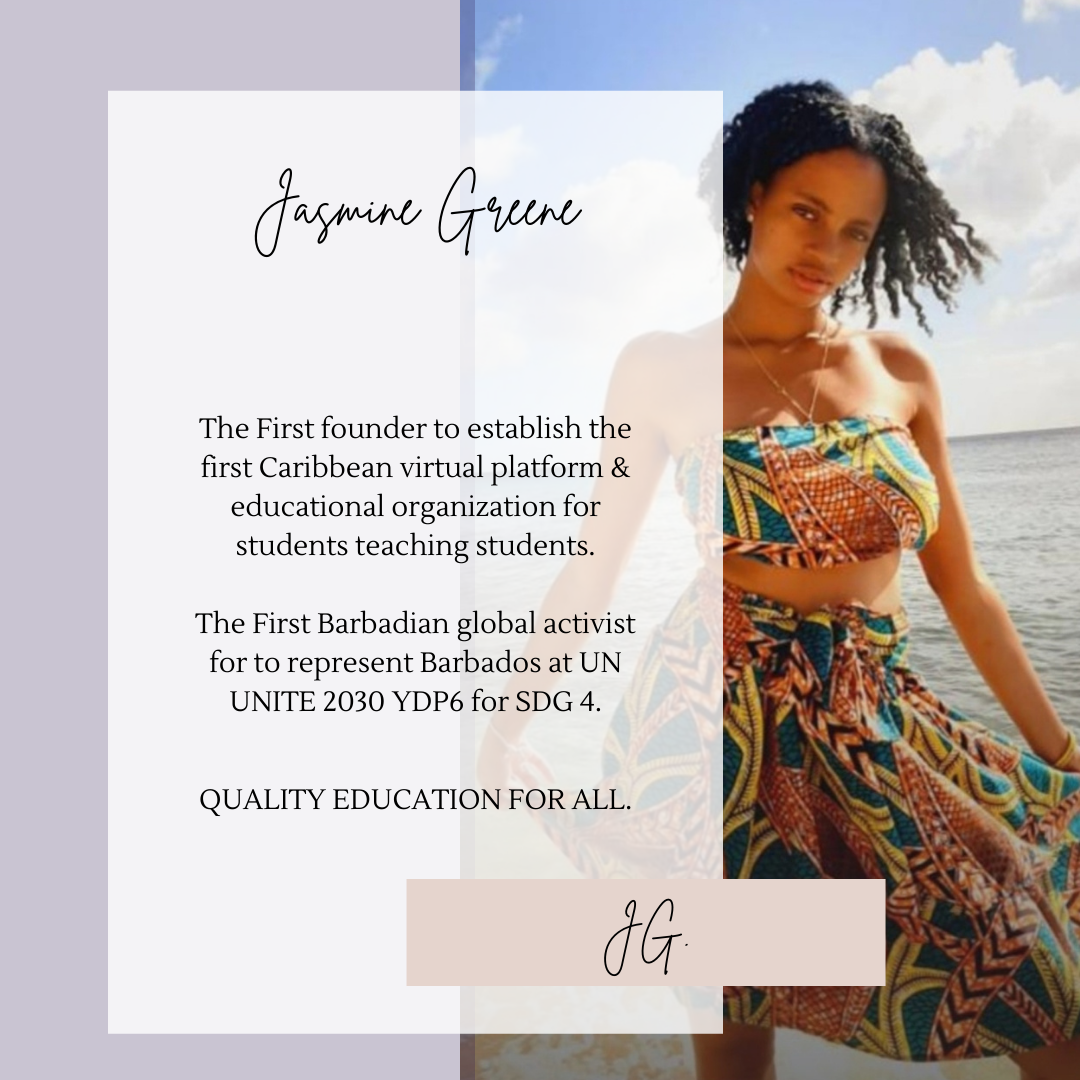 Jasmine Greene
The First founder to establish the
first Caribbean virtual platform &
educational organization for
students teaching students.
The First Barbadian global activist
for to represent Barbados at UN
UNITE 2030 YDP6 for SDG 4.
QUALITY EDUCATION FOR ALL.
JG.